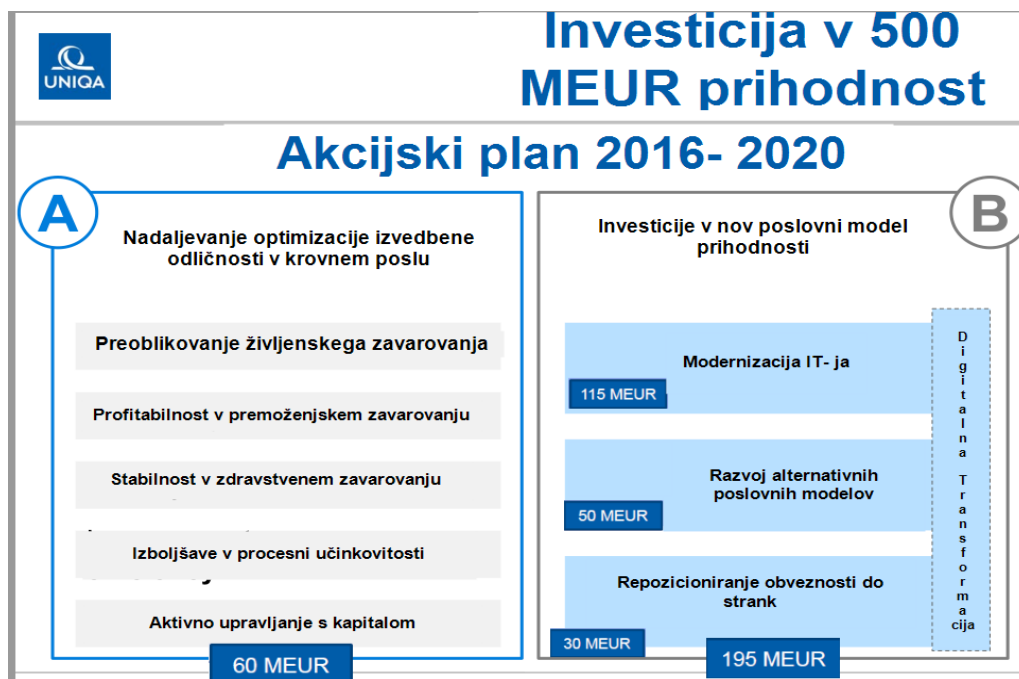 UNIQA
Investicija v 500
MEUR prihodnost
Akcijski plan 2016- 2020
A
Nadaljevanje optimizacije izvedbene
odličnosti v krovnem poslu
Preoblikovanje življenskega zavarovanja
Profitabilnost v premoženjskem zavarovanju
Stabilnost v zdravstvenem zavarovanju
Izboljšave v procesni učinkovitosti
Aktivno upravljanje s kapitalom
60 MEUR
B
Investicije v nov poslovni model
prihodnosti
Modernizacija IT- ja
115 MEUR
Razvoj alternativnih
poslovnih modelov
50 MEUR
Repozicioniranje obveznosti do
strank
30 MEUR
195 MEUR
Digitalna Transformacija